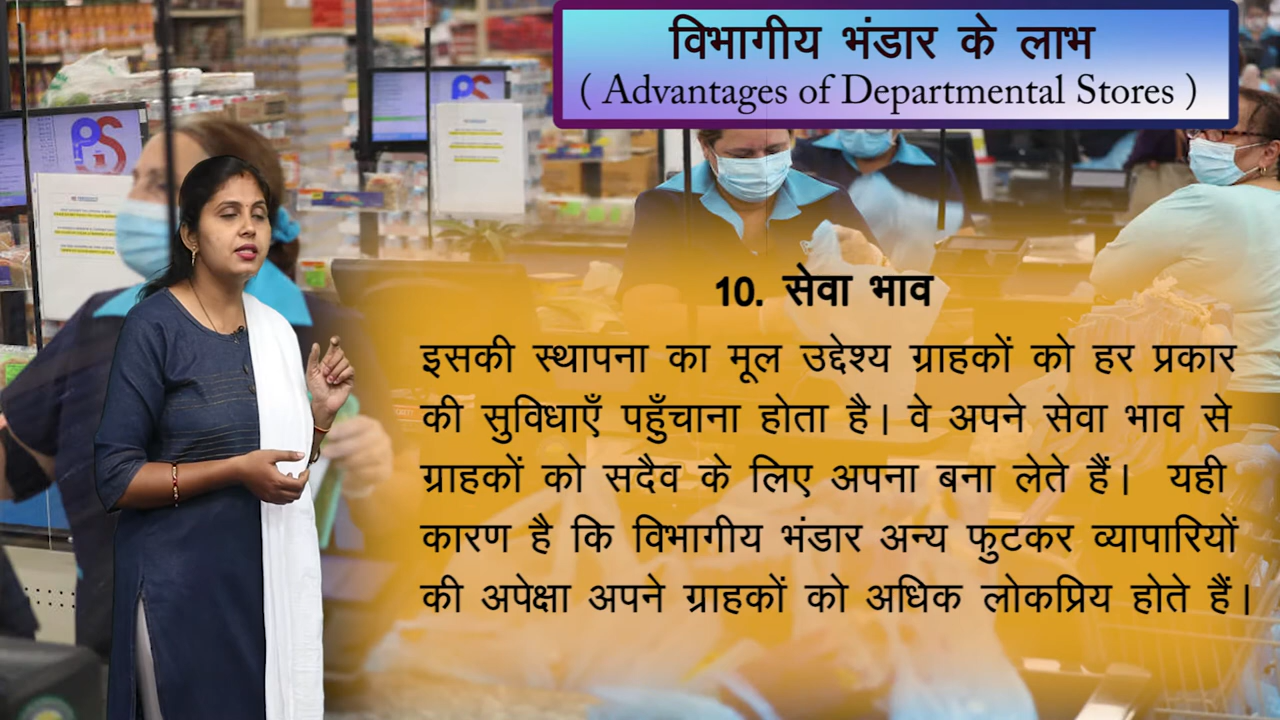 विभागीय भंडार के लाभ
( Advantages of Departmental Stores )
10. सेवा भाव
इसकी स्थापना का मूल उद्देश्य ग्राहकों को हर प्रकार
की सुविधाएँ पहुँचाना होता है। वे अपने सेवा भाव से
ग्राहकों को सदैव के लिए अपना बना लेते हैं। यही
कारण है कि विभागीय भंडार अन्य फुटकर व्यापारियों
की अपेक्षा अपने ग्राहकों को अधिक लोकप्रिय होते हैं।